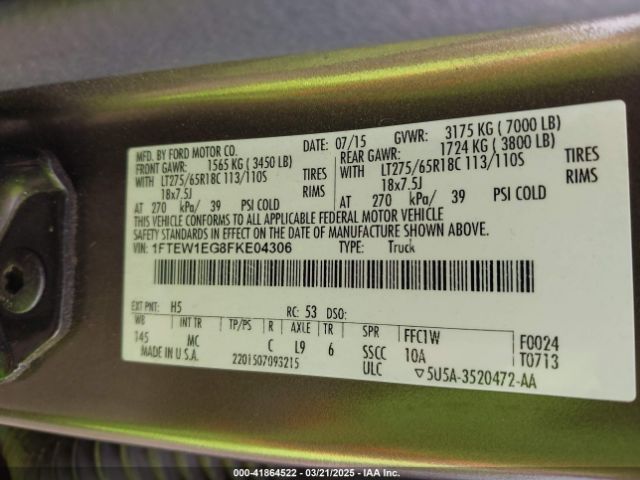 MFD. BY FORD MOTOR CO. DATE: 07/15 GVWR: 3175 KG ( 7000 LB)
FRONT GAWR: 1565 KG ( 3450 LB) REAR GAWR: 1724 KG ( 3800 LB)
WITH LT275/65R18C 113/110S TIRES WITH LT275/65R18C 113/110S TIRES
18x7.5J RIMS 18x7.5J RIMS
AT 270 kPa/ 39 PSI COLD AT 270 kPa/ 39 PSI COLD
THIS VEHICLE CONFORMS TO ALL APPLICABLE FEDERAL MOTOR VEHICLE
SAFETY STANDARDS IN EFFECT ON THE DATE OF MANUFACTURE SHOWN ABOVE.
VIN: 1FTEW1EG8FKE04306 TYPE: Truck
EXT PNT: H5 RC: 53 DSO:
WB INT TR TP/PS R AXLE TR SPR FFC1W F0024
145 MC C L9 6 SSCC 10A T0713
MADE IN U.S.A. 2201507093215 ULC ▽5U5A-3520472-AA
000-41864522 — 03/21/2025 — IAA Inc.